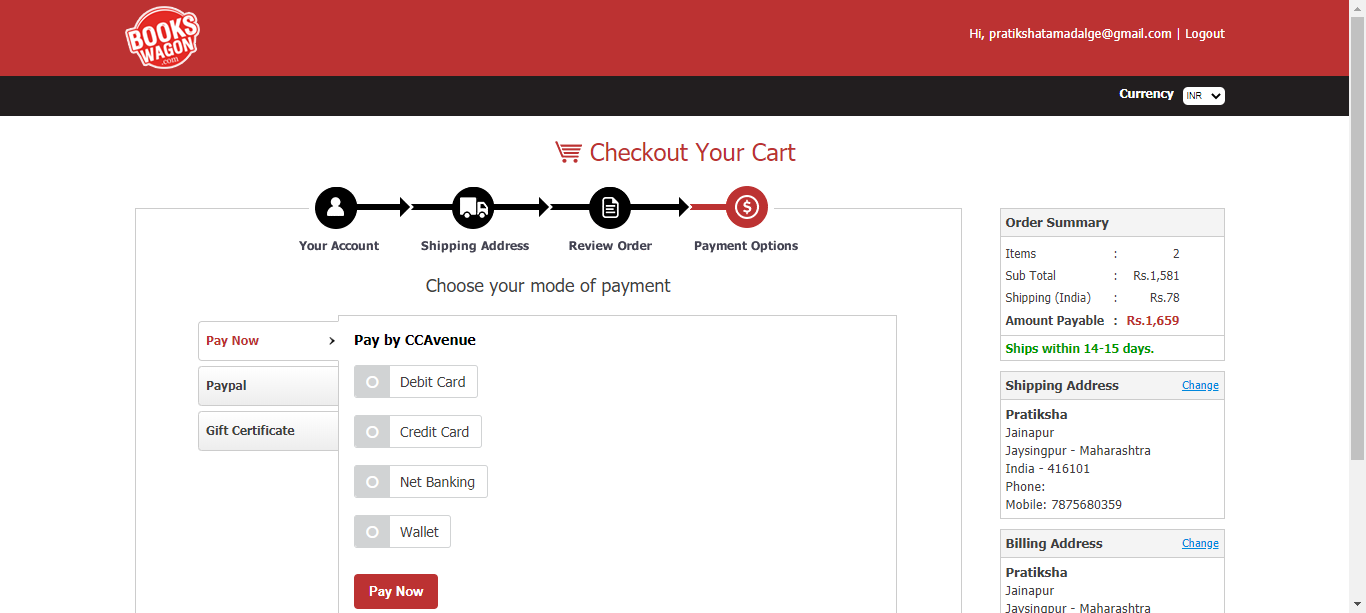 BOOKS
WAGON
.com
Hi, pratikshatamadalge@gmail.com | Logout
Currency INR
Checkout Your Cart
Your Account Shipping Address Review Order Payment Options
Choose your mode of payment
Pay Now
Paypal
Gift Certificate
Pay by CCAvenue
Debit Card
Credit Card
Net Banking
Wallet
Pay Now
Order Summary
Items : 2
Sub Total : Rs.1,581
Shipping (India) : Rs.78
Amount Payable : Rs.1,659
Ships within 14-15 days.
Shipping Address Change
Pratiksha
Jainapur
Jaysingpur - Maharashtra
India - 416101
Phone:
Mobile: 7875680359
Billing Address Change
Pratiksha
Jainapur
Jaysingpur - Maharashtra